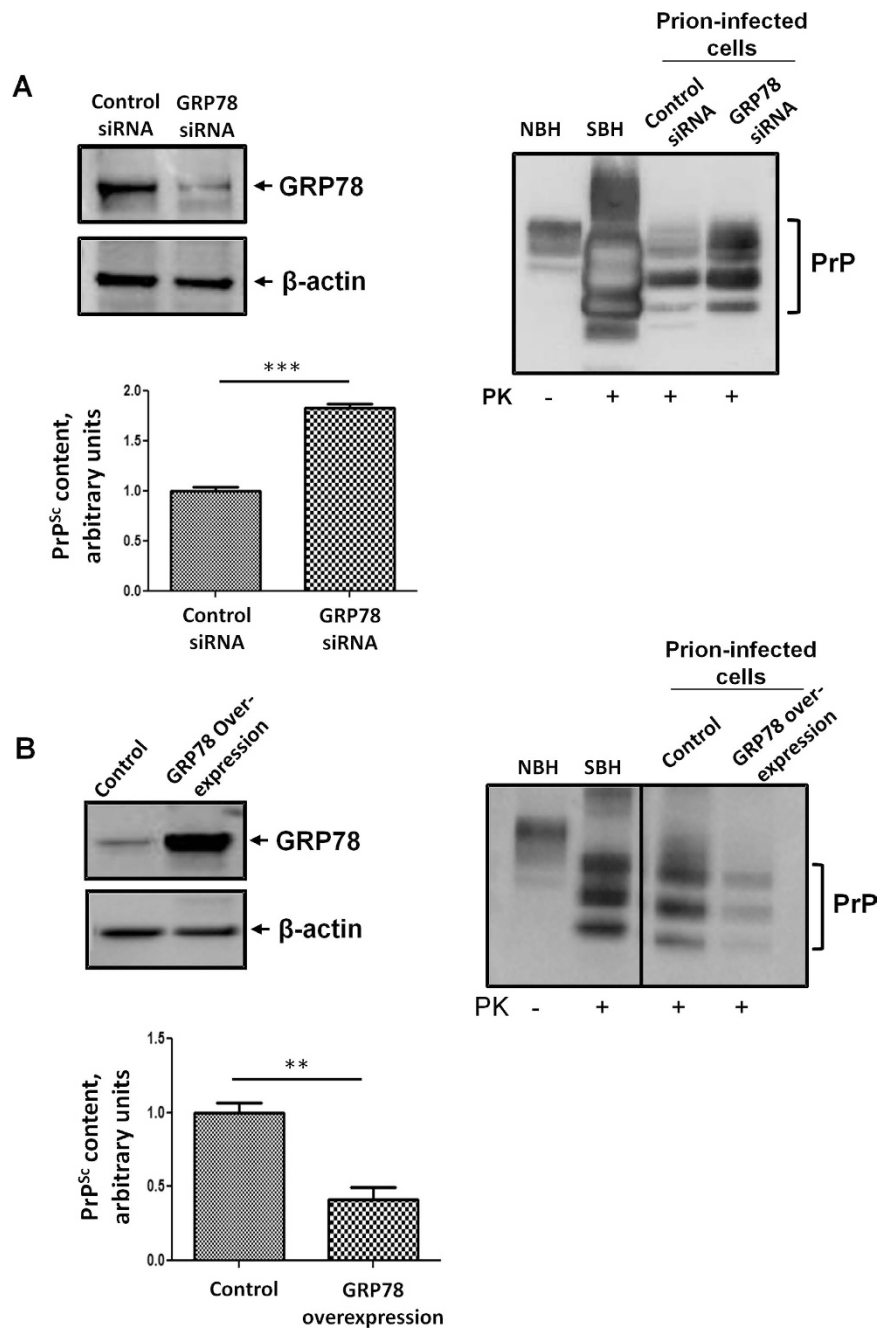 A
Control
siRNA
GRP78
siRNA
GRP78
β-actin
Prion-infected
cells
NBH
SBH
Control
siRNA
GRP78
siRNA
PrP
PK - + + +
***
PrPSc content,
arbitrary units
2.0
1.5
1.0
0.5
0.0
Control
siRNA
GRP78
siRNA
B
Control
GRP78 Over-
expression
GRP78
β-actin
Prion-infected
cells
NBH
SBH
Control
GRP78 over-
expression
PrP
PK - + + +
**
PrPSc content,
arbitrary units
1.5
1.0
0.5
0.0
Control
GRP78
overexpression